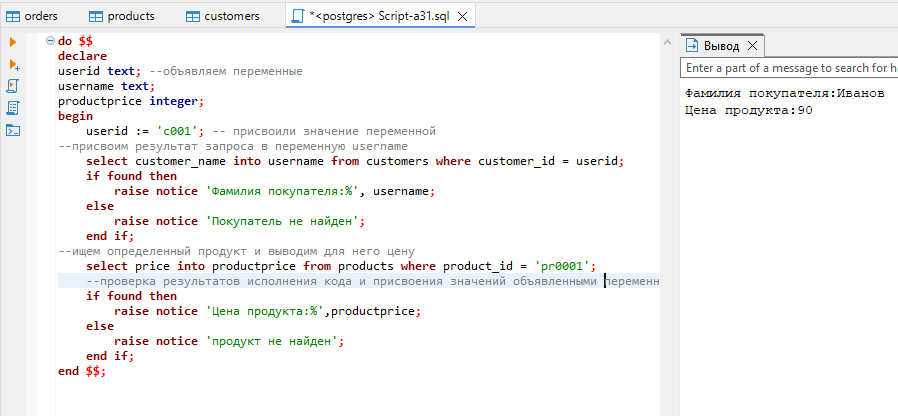 orders products customers *<postgres> Script-a31.sql
do $$
declare
userid text; --объявляем переменные
username text;
productprice integer;
begin
userid := 'c001'; -- присвоили значение переменной
--присвоим результат запроса в переменную username
select customer_name into username from customers where customer_id = userid;
if found then
raise notice 'Фамилия покупателя:%', username;
else
raise notice 'Покупатель не найден';
end if;
--ищем определенный продукт и выводим для него цену
select price into productprice from products where product_id = 'pr0001';
--проверка результатов исполнения кода и присвоения значений объявленными переменн
if found then
raise notice 'Цена продукта:%',productprice;
else
raise notice 'продукт не найден';
end if;
end $$;
Вывод
Enter a part of a message to search for h
Фамилия покупателя:Иванов
Цена продукта:90